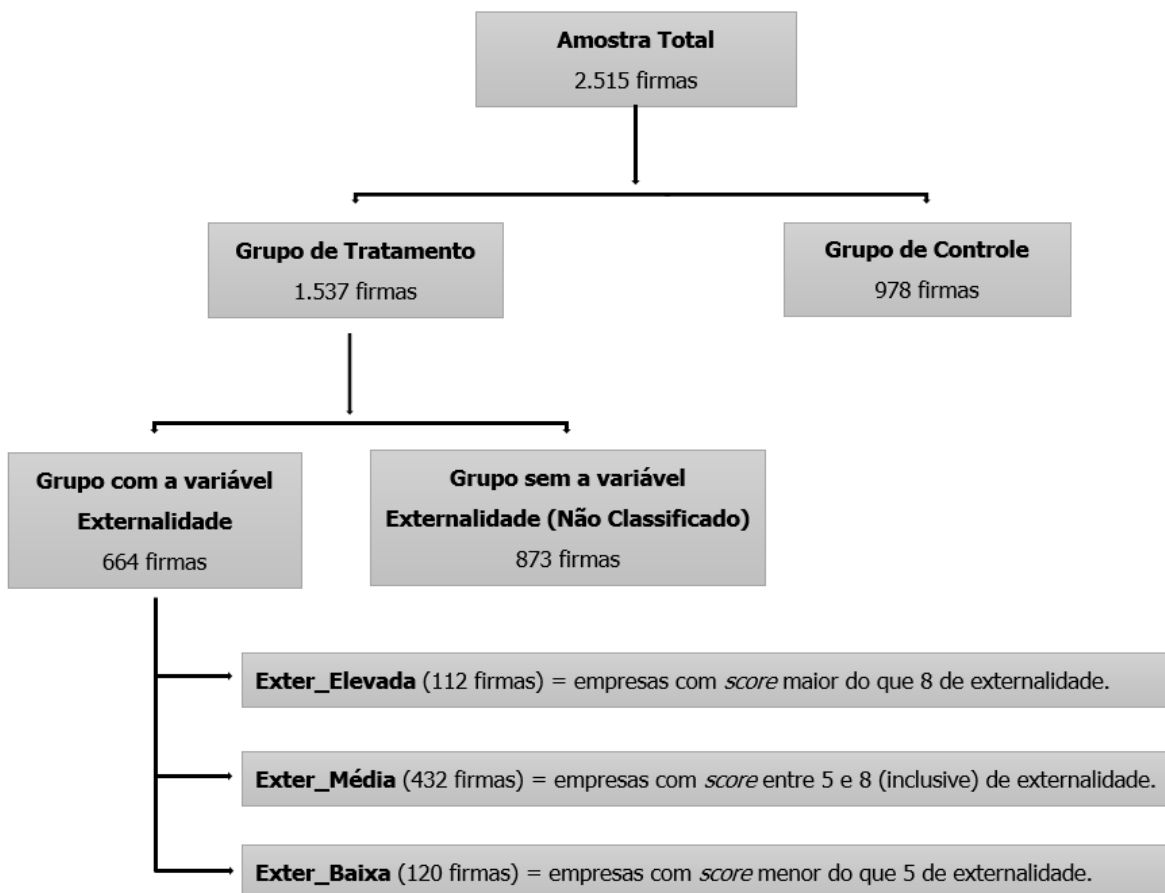 Amostra Total
2.515 firmas
Grupo de Tratamento
1.537 firmas
Grupo de Controle
978 firmas
Grupo com a variável
Externalidade
664 firmas
Grupo sem a variável
Externalidade (Não Classificado)
873 firmas
Exter_Elevada (112 firmas) = empresas com score maior do que 8 de externalidade.
Exter_Média (432 firmas) = empresas com score entre 5 e 8 (inclusive) de externalidade.
Exter_Baixa (120 firmas) = empresas com score menor do que 5 de externalidade.